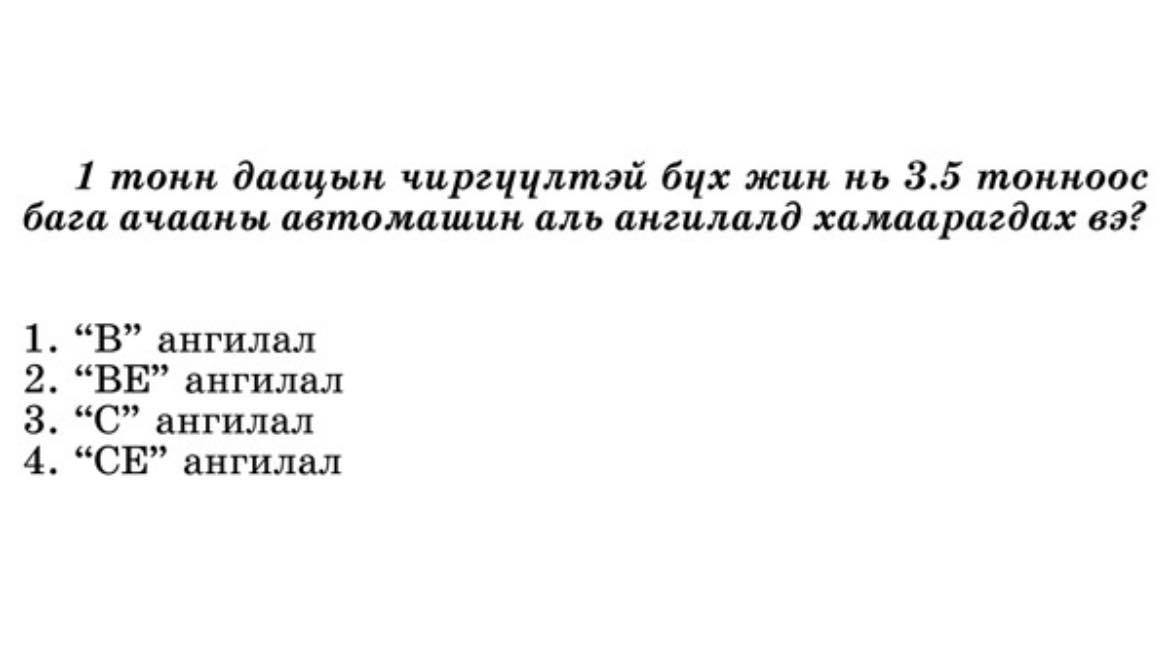 1 тонн даацын чиргүүлтэй бүх жин нь 3.5 тонноос
бага ачааны автомашин аль ангилалд хамаарагдах вэ?
1. “B” ангилал
2. “BE” ангилал
3. “C” ангилал
4. “CE” ангилал